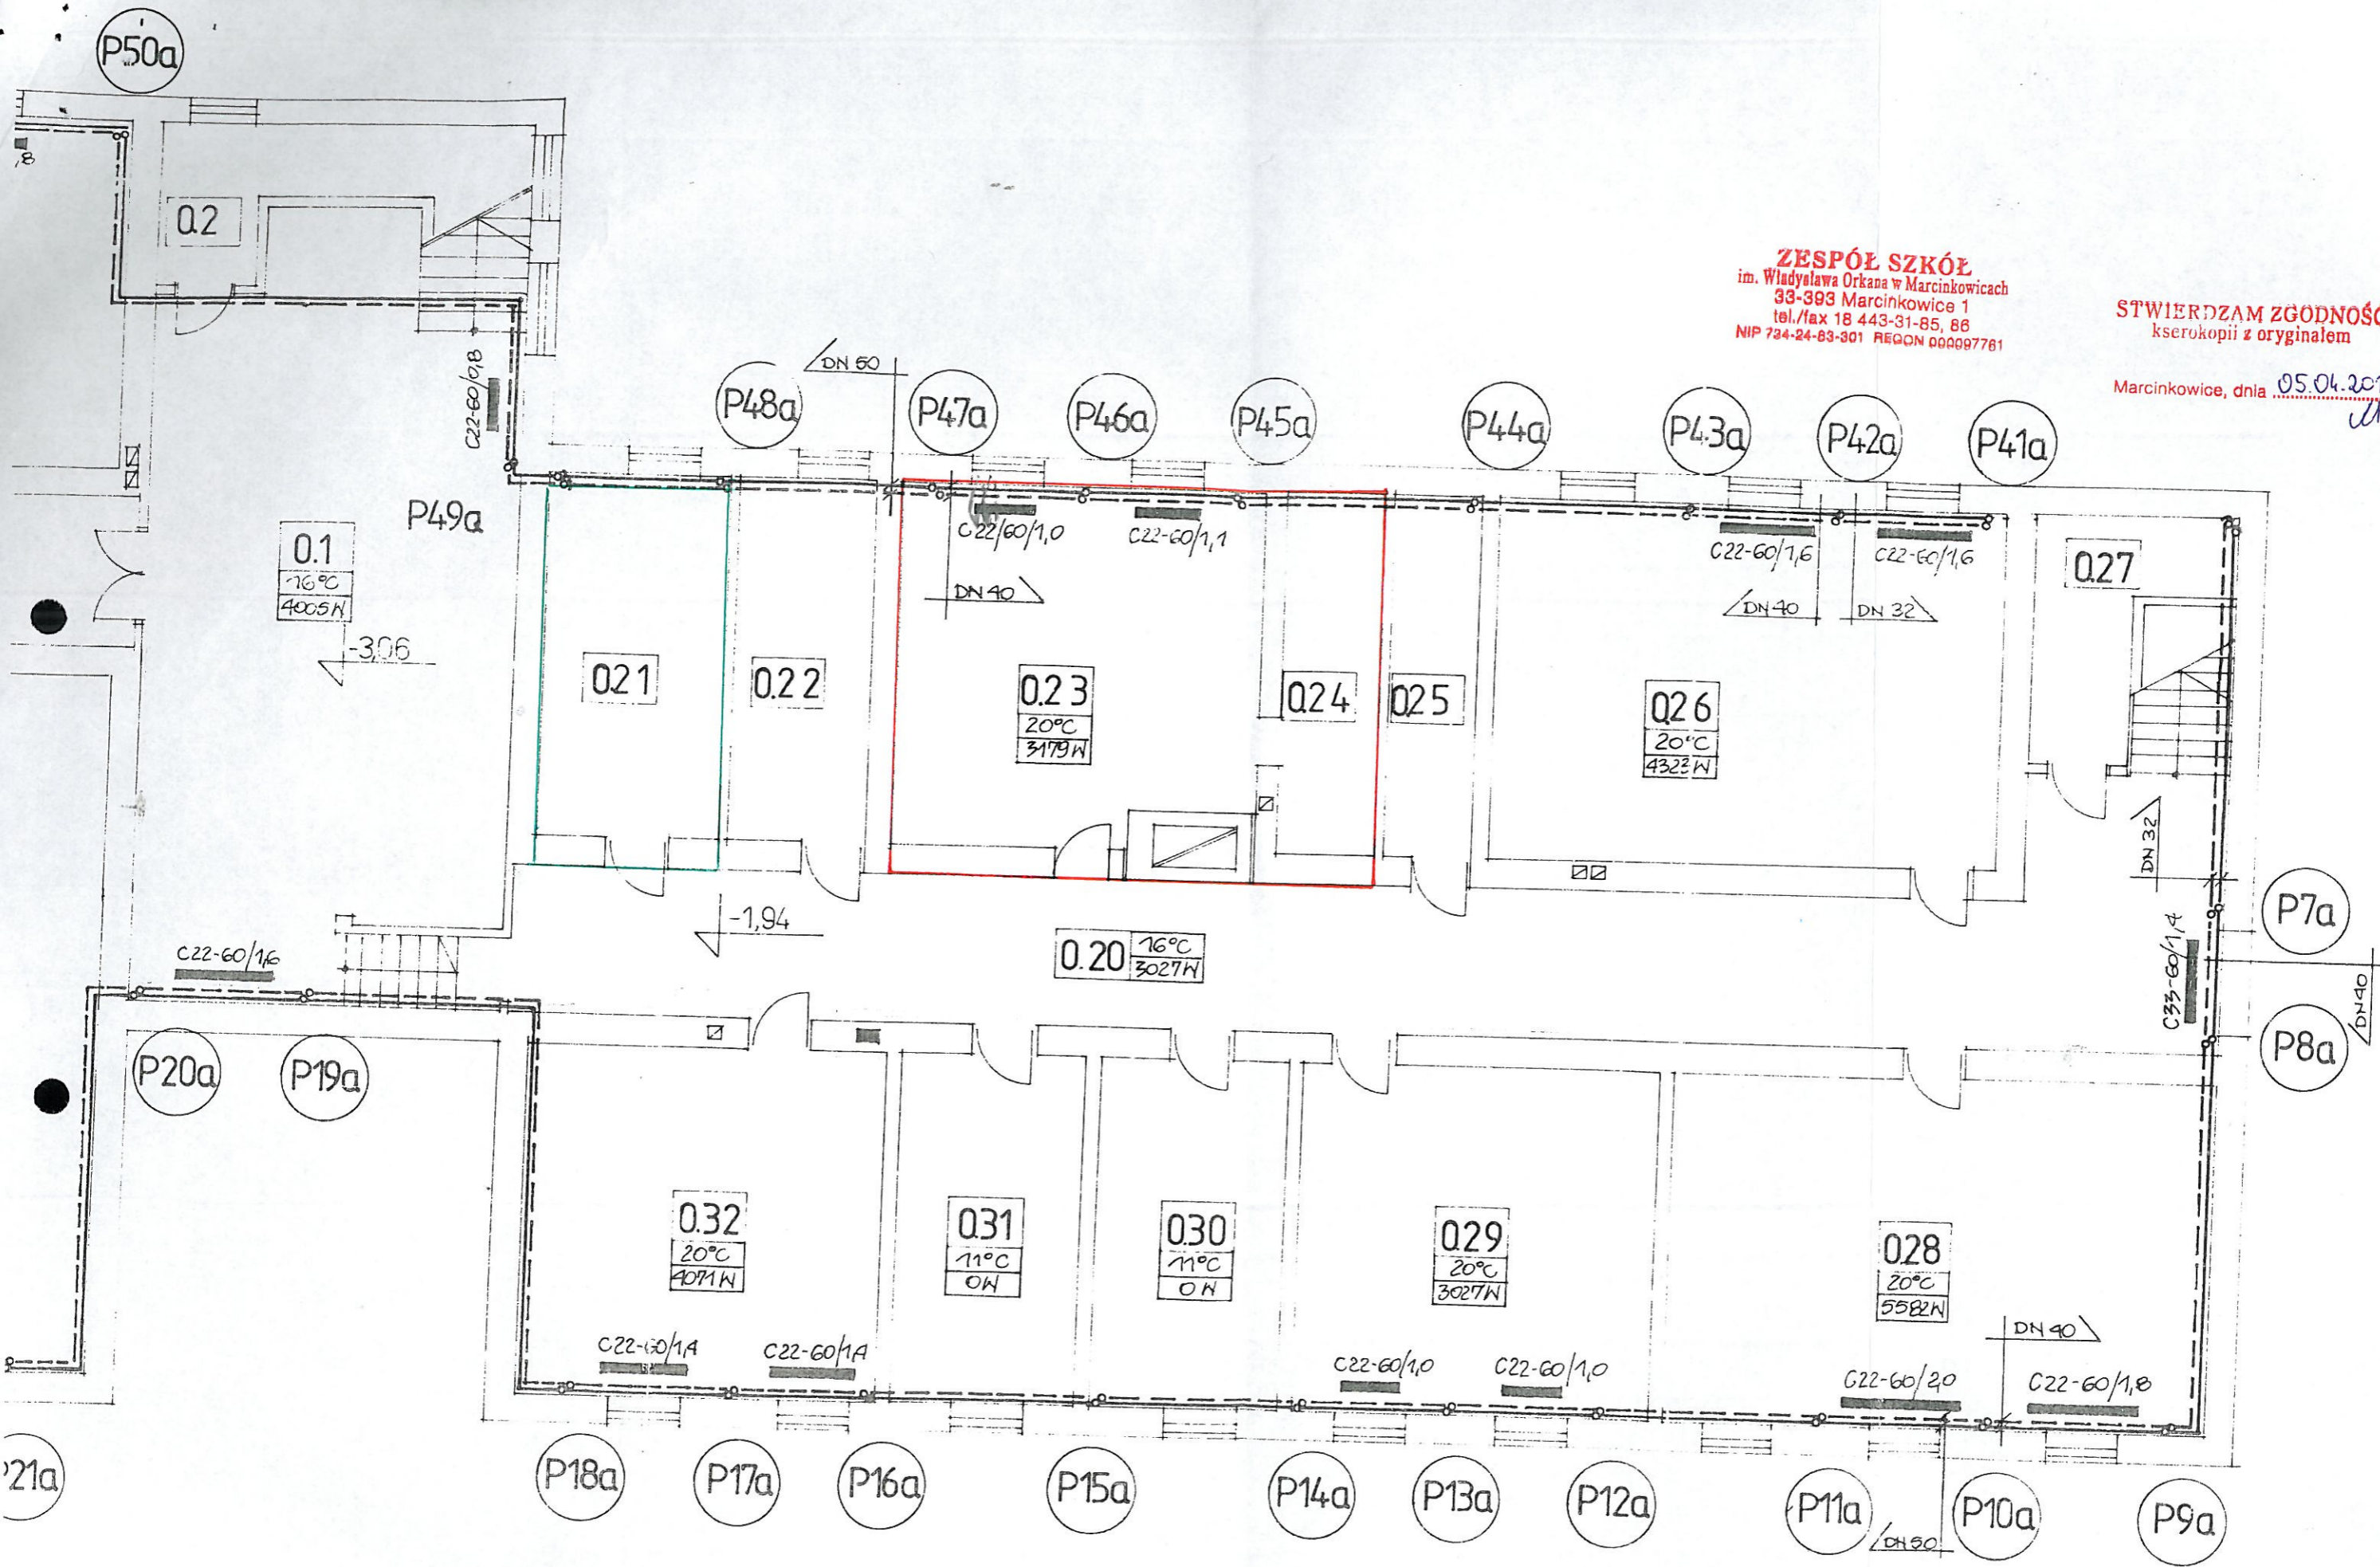 P50a
,8
0.2
ZESPÓŁ SZKÓŁ
im. Władysława Orkana w Marcinkowicach
33-393 Marcinkowice 1
tel./fax 18 443-31-85, 86
NIP 734-24-83-301 REGON 000097761
STWIERDZAM ZGODNOŚĆ
kserokopii z oryginałem
Marcinkowice, dnia 05.04.201
C22-60/0,8
DN 50
P48a
P47a
P46a
P45a
P44a
P43a
P42a
P41a
P49a
C22/60/1,0
C22-60/1,1
C22-60/1,6
C22-60/1,6
0.1
16°C
4005W
0.27
DN 40
DN 40
DN 32
-3,06
0.21
0.22
0.23
20°C
3179W
0.24
0.25
0.26
20°C
4322W
DN 32
P7a
-1,94
C22-60/1,6
0.20
16°C
3027W
C33-60/1,4
DN40
P8a
P20a
P19a
0.32
20°C
4071W
0.31
11°C
0W
0.30
11°C
0W
0.29
20°C
3027W
0.28
20°C
5582W
DN 40
C22-60/1,4
C22-60/1,4
C22-60/1,0
C22-60/1,0
C22-60/2,0
C22-60/1,8
21a
P18a
P17a
P16a
P15a
P14a
P13a
P12a
P11a
DN50
P10a
P9a